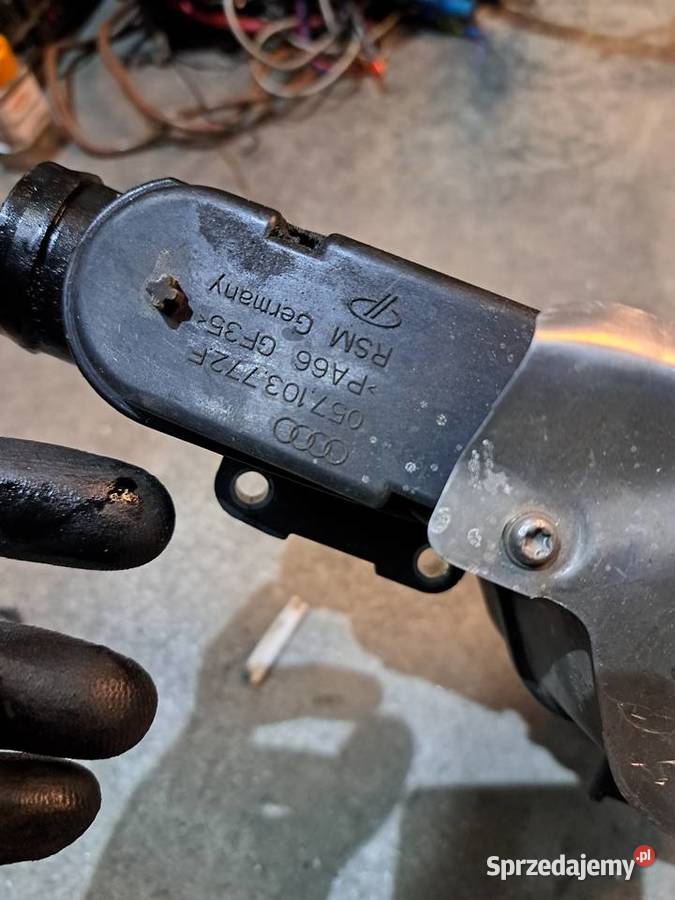 057.103.772F
>PA66 GF35<
RSM Germany
Sprzedajemy.pl